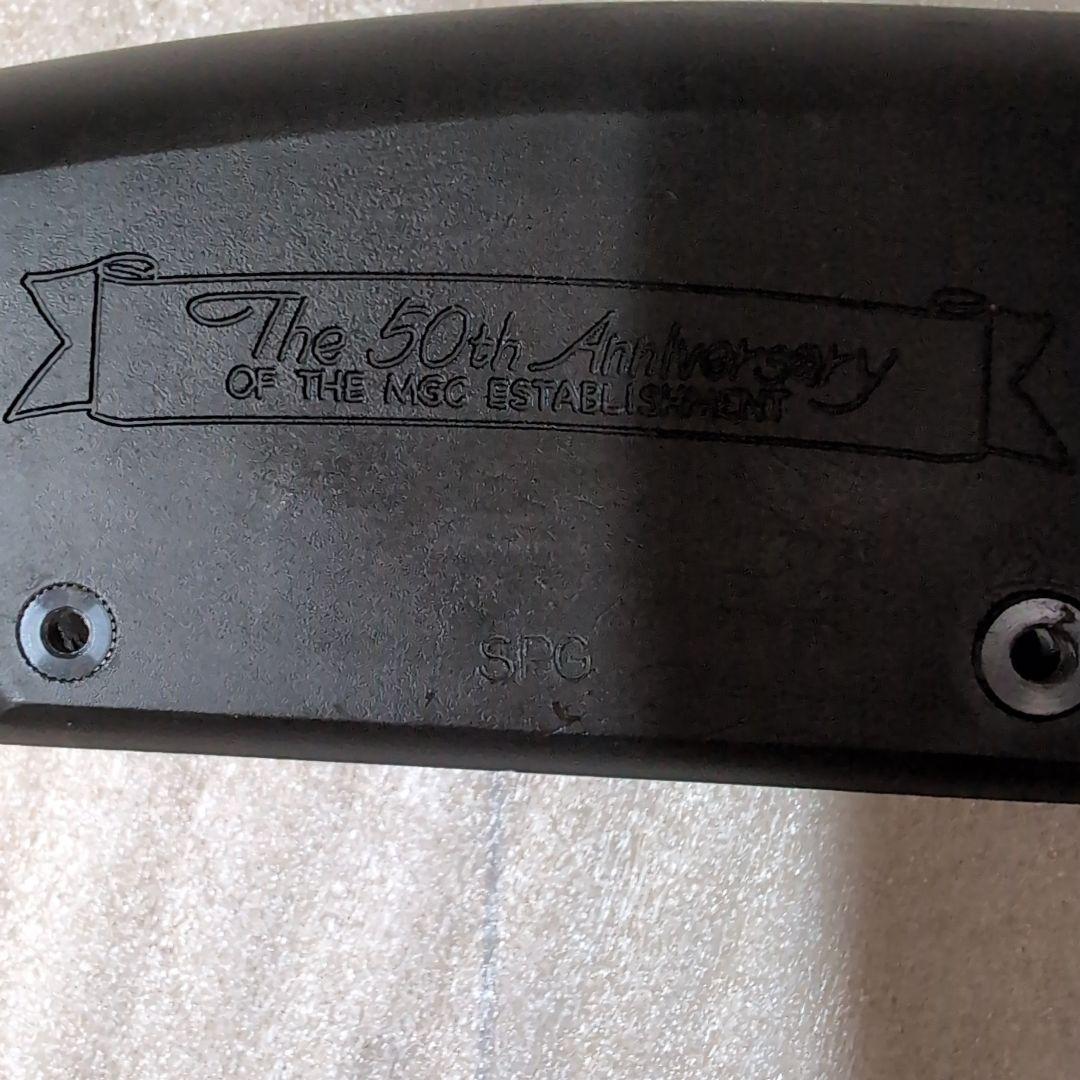 The 50th Anniversary
OF THE MGC ESTABLISHMENT
SPG